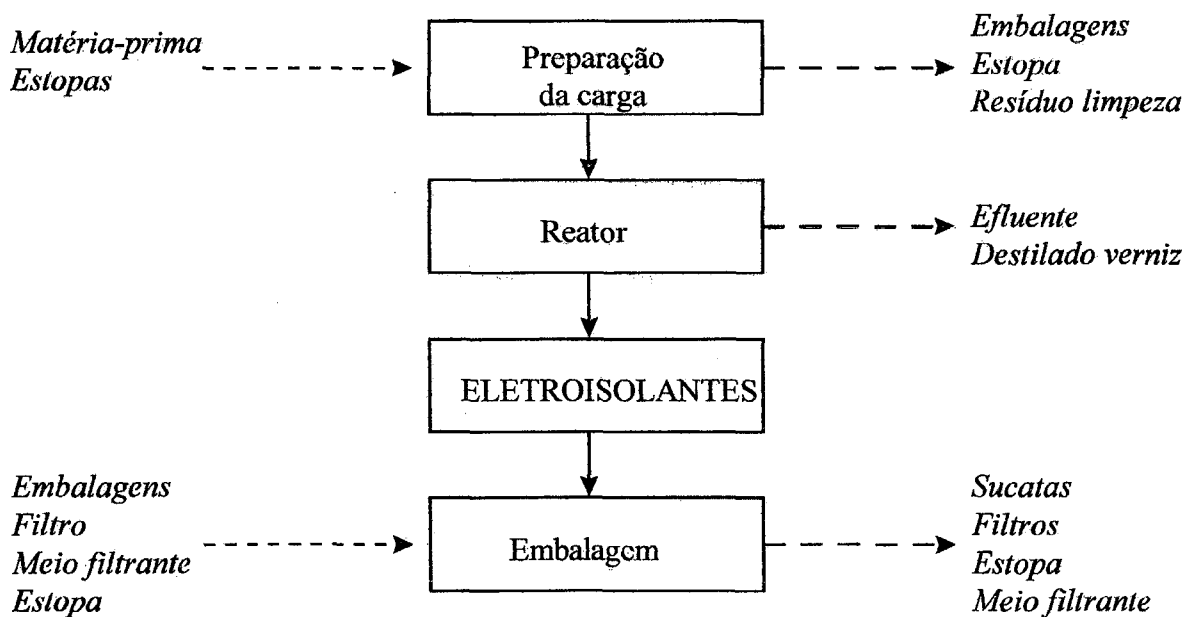 Matéria-prima
Estopas
Preparação
da carga
Embalagens
Estopa
Resíduo limpeza
Reator
Efluente
Destilado verniz
ELETROISOLANTES
Embalagens
Filtro
Meio filtrante
Estopa
Embalagem
Sucatas
Filtros
Estopa
Meio filtrante